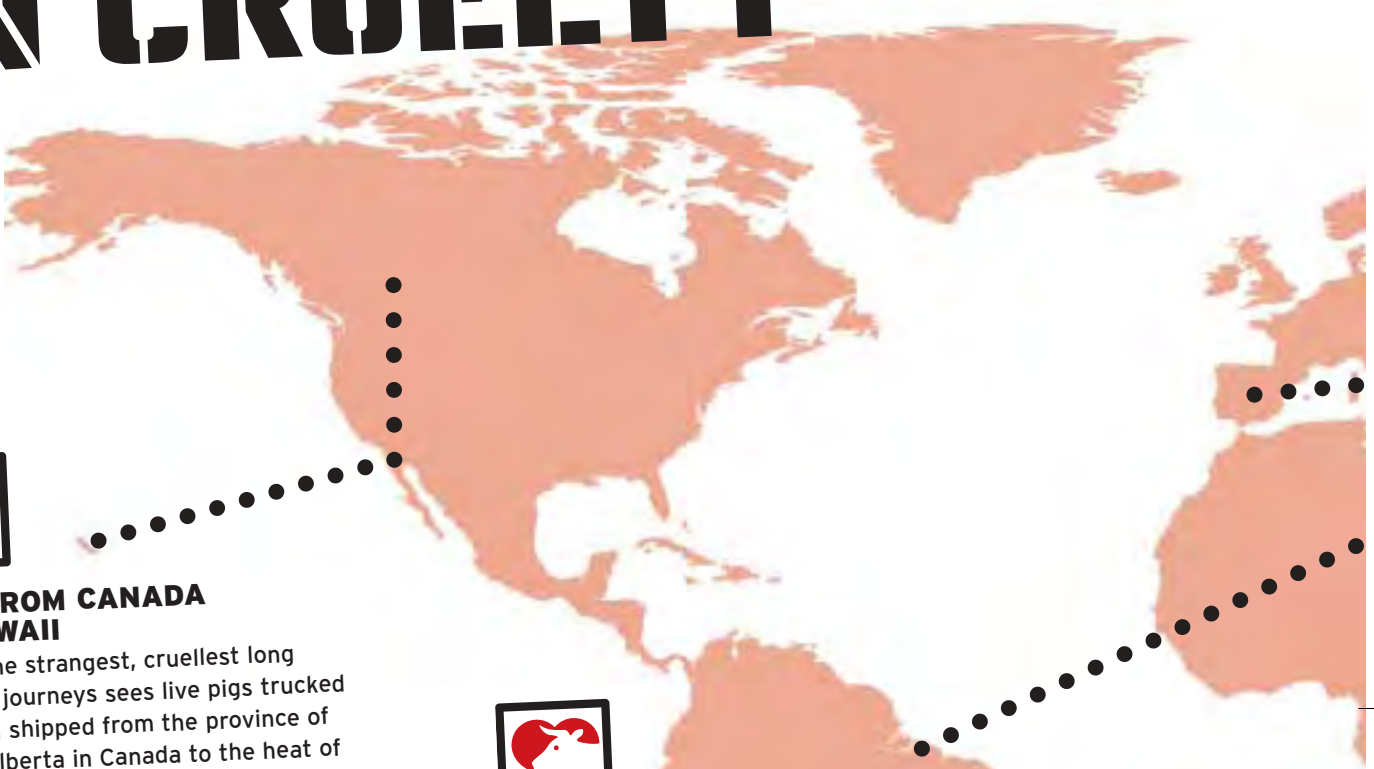 CRUELTY
ROM CANADA
WAII
he strangest, cruellest long
journeys sees live pigs trucked
shipped from the province of
lberta in Canada to the heat of